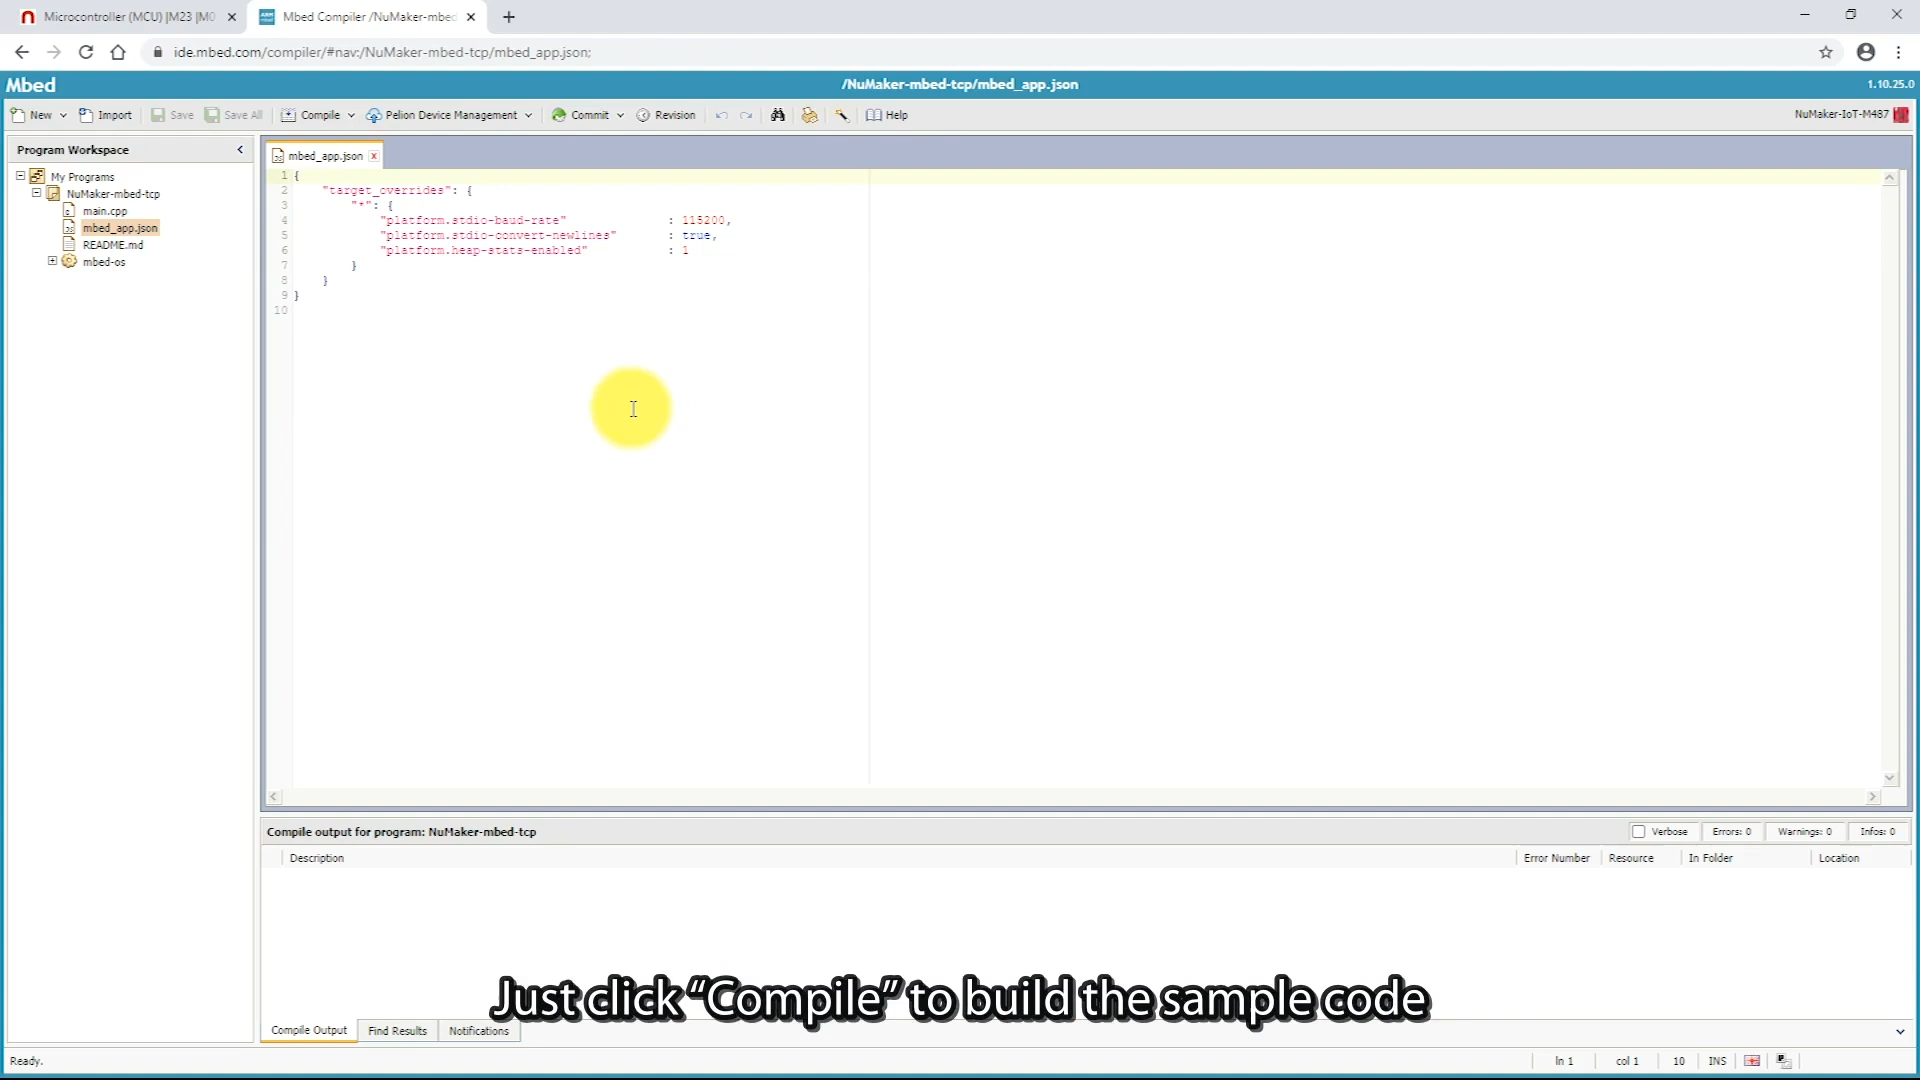 Microcontroller (MCU) |M23 |M0
Mbed Compiler /NuMaker-mbed
ide.mbed.com/compiler/#nav:/NuMaker-mbed-tcp/mbed_app.json;
Mbed
/NuMaker-mbed-tcp/mbed_app.json
1.10.25.0
New
Import
Save
Save All
Compile
Pelion Device Management
Commit
Revision
Help
NuMaker-IoT-M487
Program Workspace
My Programs
NuMaker-mbed-tcp
main.cpp
mbed_app.json
README.md
mbed-os
mbed_app.json
1 {
2 "target_overrides": {
3 "*": {
4 "platform.stdio-baud-rate" : 115200,
5 "platform.stdio-convert-newlines" : true,
6 "platform.heap-stats-enabled" : 1
7 }
8 }
9 }
10
Compile output for program: NuMaker-mbed-tcp
Verbose
Errors: 0
Warnings: 0
Infos: 0
Description
Error Number
Resource
In Folder
Location
Just click “Compile” to build the sample code
Compile Output
Find Results
Notifications
Ready.
ln 1
col 1
10
INS